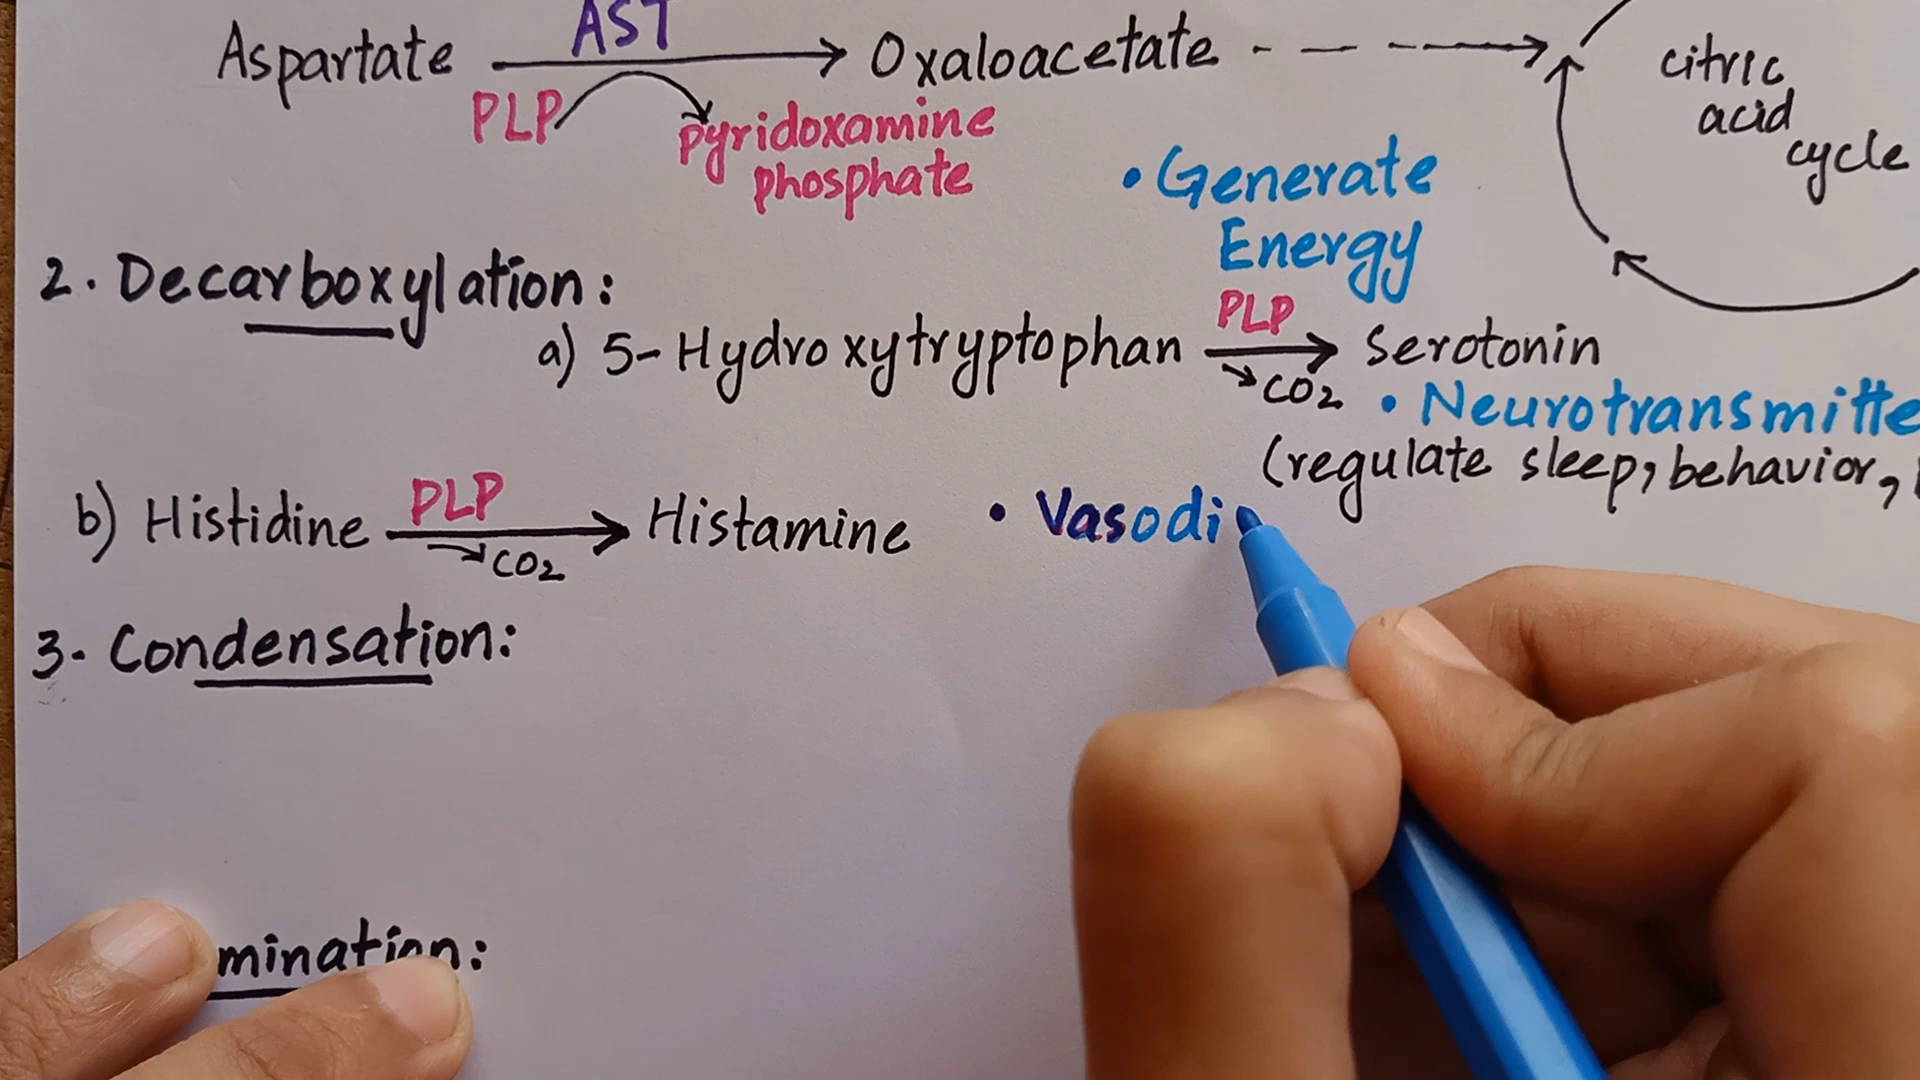 AST
Aspartate → Oxaloacetate - - - → citric acid cycle
PLP pyridoxamine phosphate
• Generate Energy
2. Decarboxylation:
PLP
a) 5-Hydroxytryptophan → Serotonin
CO2 • Neurotransmitte
(regulate sleep, behavior,
PLP
b) Histidine → Histamine • Vasodi
CO2
3. Condensation:
mination: